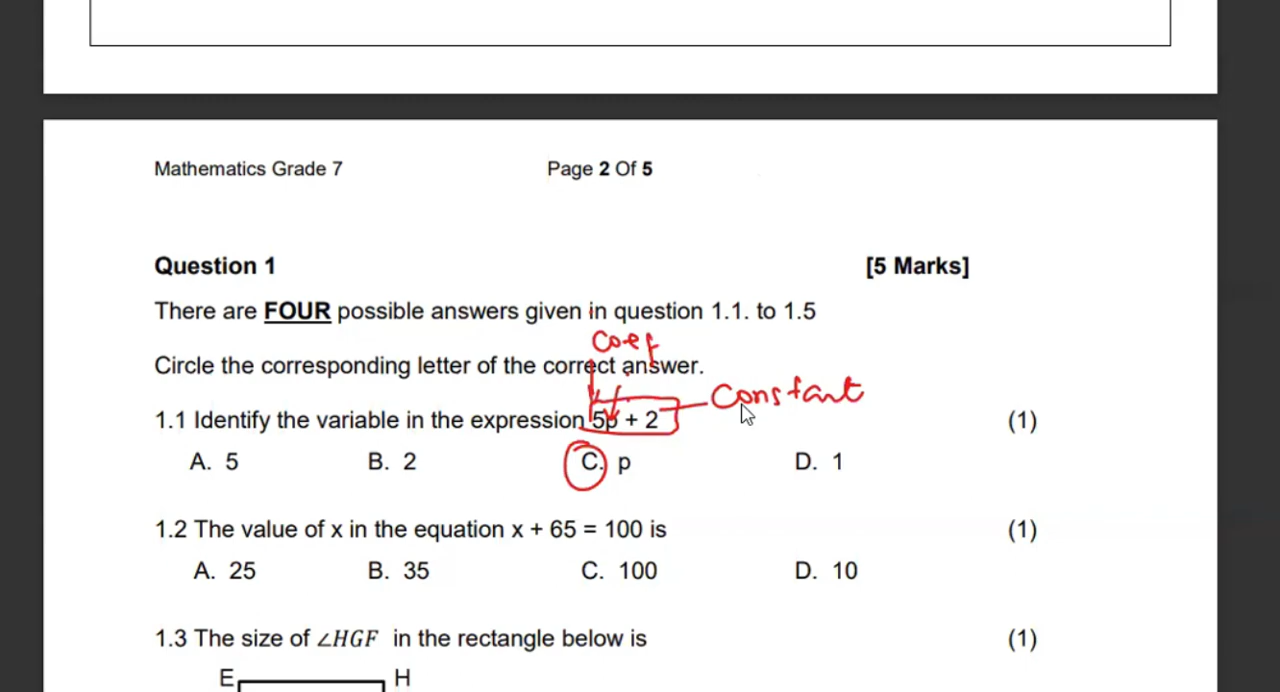 Mathematics Grade 7 Page 2 Of 5
Question 1 [5 Marks]
There are FOUR possible answers given in question 1.1. to 1.5
Coef
Circle the corresponding letter of the correct answer.
Constant
1.1 Identify the variable in the expression 5p + 2 (1)
A. 5 B. 2 C. p D. 1
1.2 The value of x in the equation x + 65 = 100 is (1)
A. 25 B. 35 C. 100 D. 10
1.3 The size of ∠HGF in the rectangle below is (1)
E H